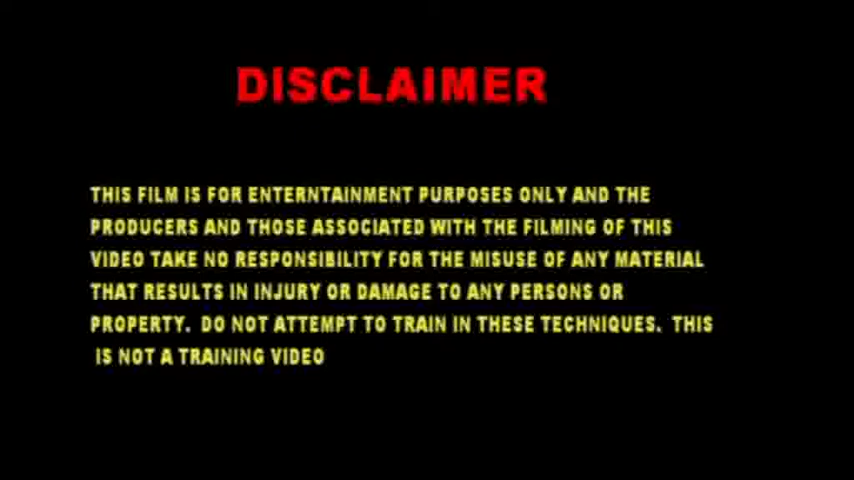 DISCLAIMER
THIS FILM IS FOR ENTERNTAINMENT PURPOSES ONLY AND THE
PRODUCERS AND THOSE ASSOCIATED WITH THE FILMING OF THIS
VIDEO TAKE NO RESPONSIBILITY FOR THE MISUSE OF ANY MATERIAL
THAT RESULTS IN INJURY OR DAMAGE TO ANY PERSONS OR
PROPERTY. DO NOT ATTEMPT TO TRAIN IN THESE TECHNIQUES. THIS
IS NOT A TRAINING VIDEO